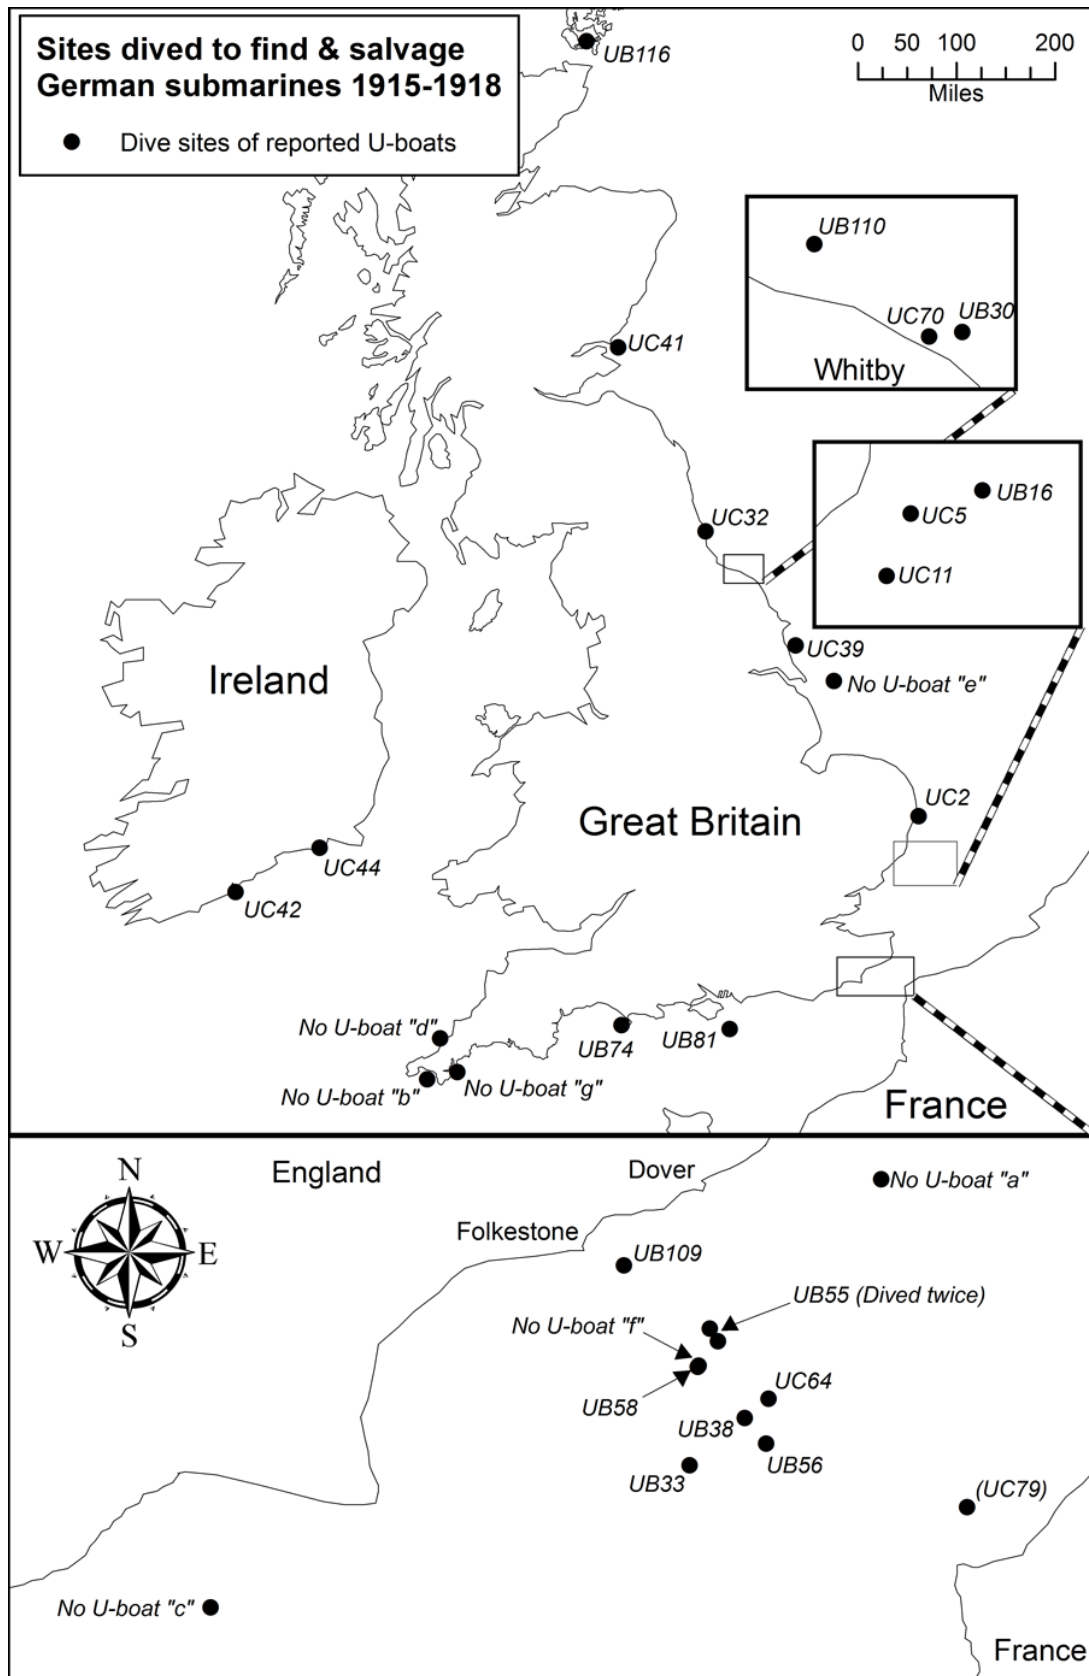 Sites dived to find & salvage
German submarines 1915-1918
Dive sites of reported U-boats
UB116
0 50 100 200
Miles
UB110
UC70
UB30
Whitby
UC41
UB16
UC5
UC11
UC32
UC39
No U-boat "e"
Ireland
Great Britain
UC2
UC44
UC42
No U-boat "d"
UB74
UB81
No U-boat "b"
No U-boat "g"
France
N
W
E
S
England
Dover
No U-boat "a"
Folkestone
UB109
UB55 (Dived twice)
No U-boat "f"
UC64
UB58
UB38
UB56
UB33
(UC79)
No U-boat "c"
France